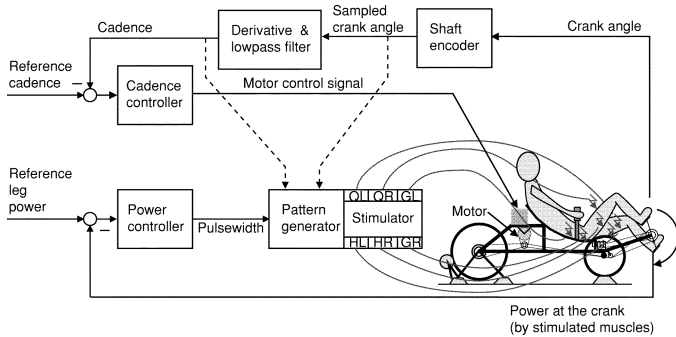 Sampled
crank angle
Cadence
Derivative &
lowpass filter
Shaft
encoder
Crank angle
Reference
cadence
Cadence
controller
Motor control signal
Reference
leg
power
Power
controller
Pulsewidth
Pattern
generator
QL QR GL
Stimulator
HL HR GR
Motor
Power at the crank
(by stimulated muscles)